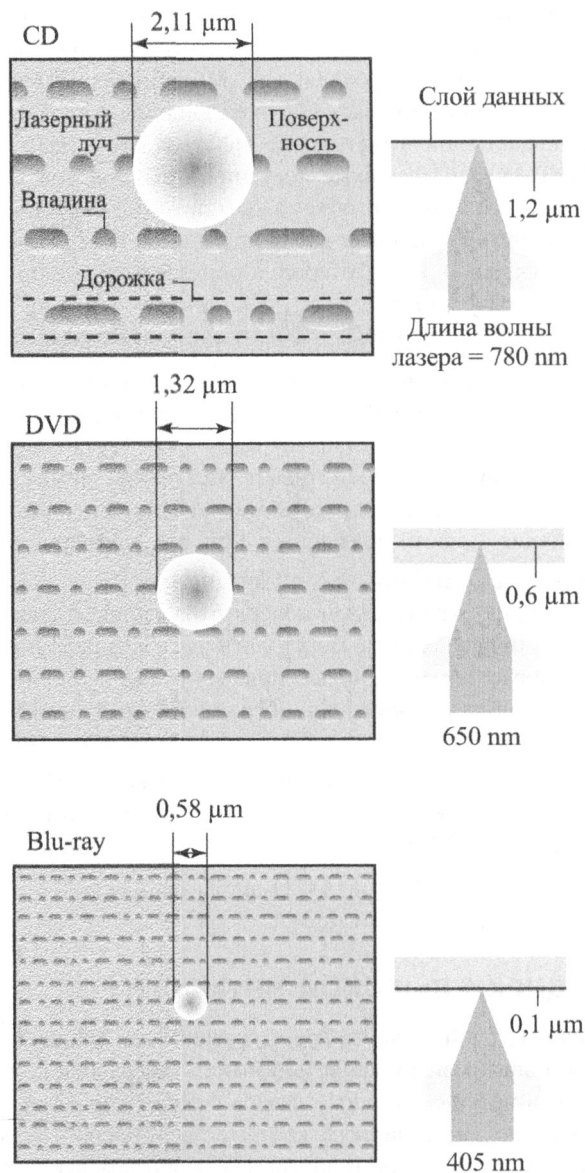 CD
2,11 µm
Лазерный
луч
Поверх-
ность
Впадина
Дорожка
Слой данных
1,2 µm
Длина волны
лазера = 780 nm
DVD
1,32 µm
0,6 µm
650 nm
Blu-ray
0,58 µm
0,1 µm
405 nm